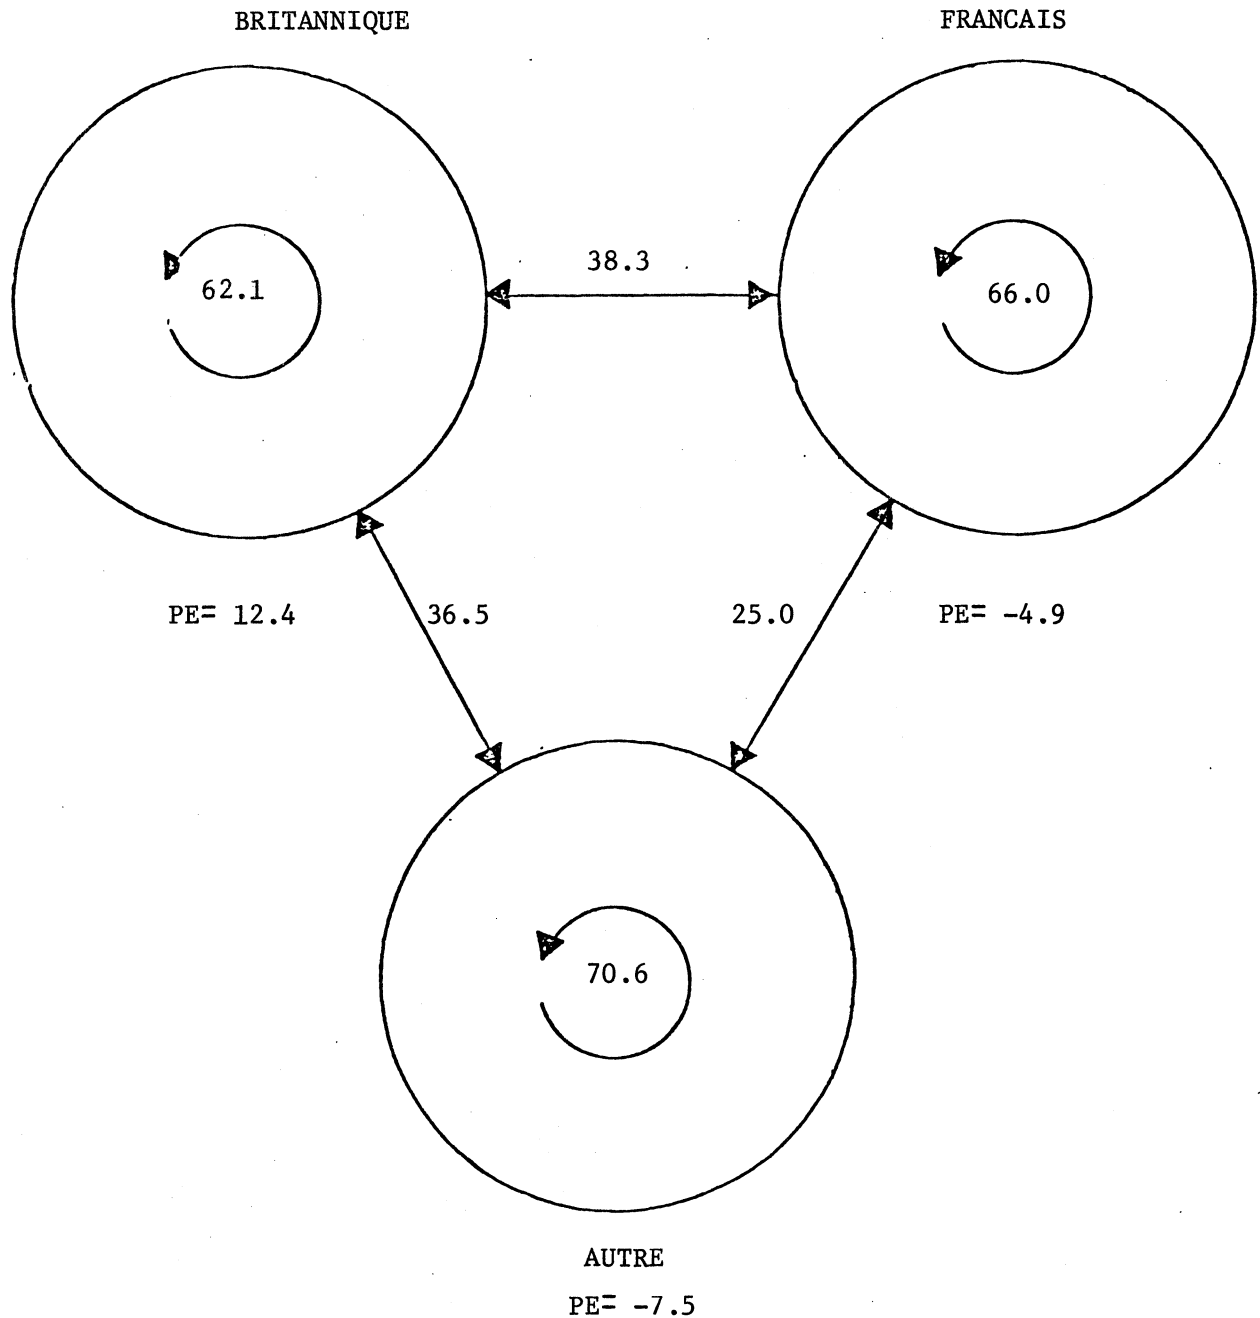 BRITANNIQUE
FRANCAIS
38.3
62.1
66.0
PE= 12.4
36.5
25.0
PE= -4.9
70.6
AUTRE
PE= -7.5